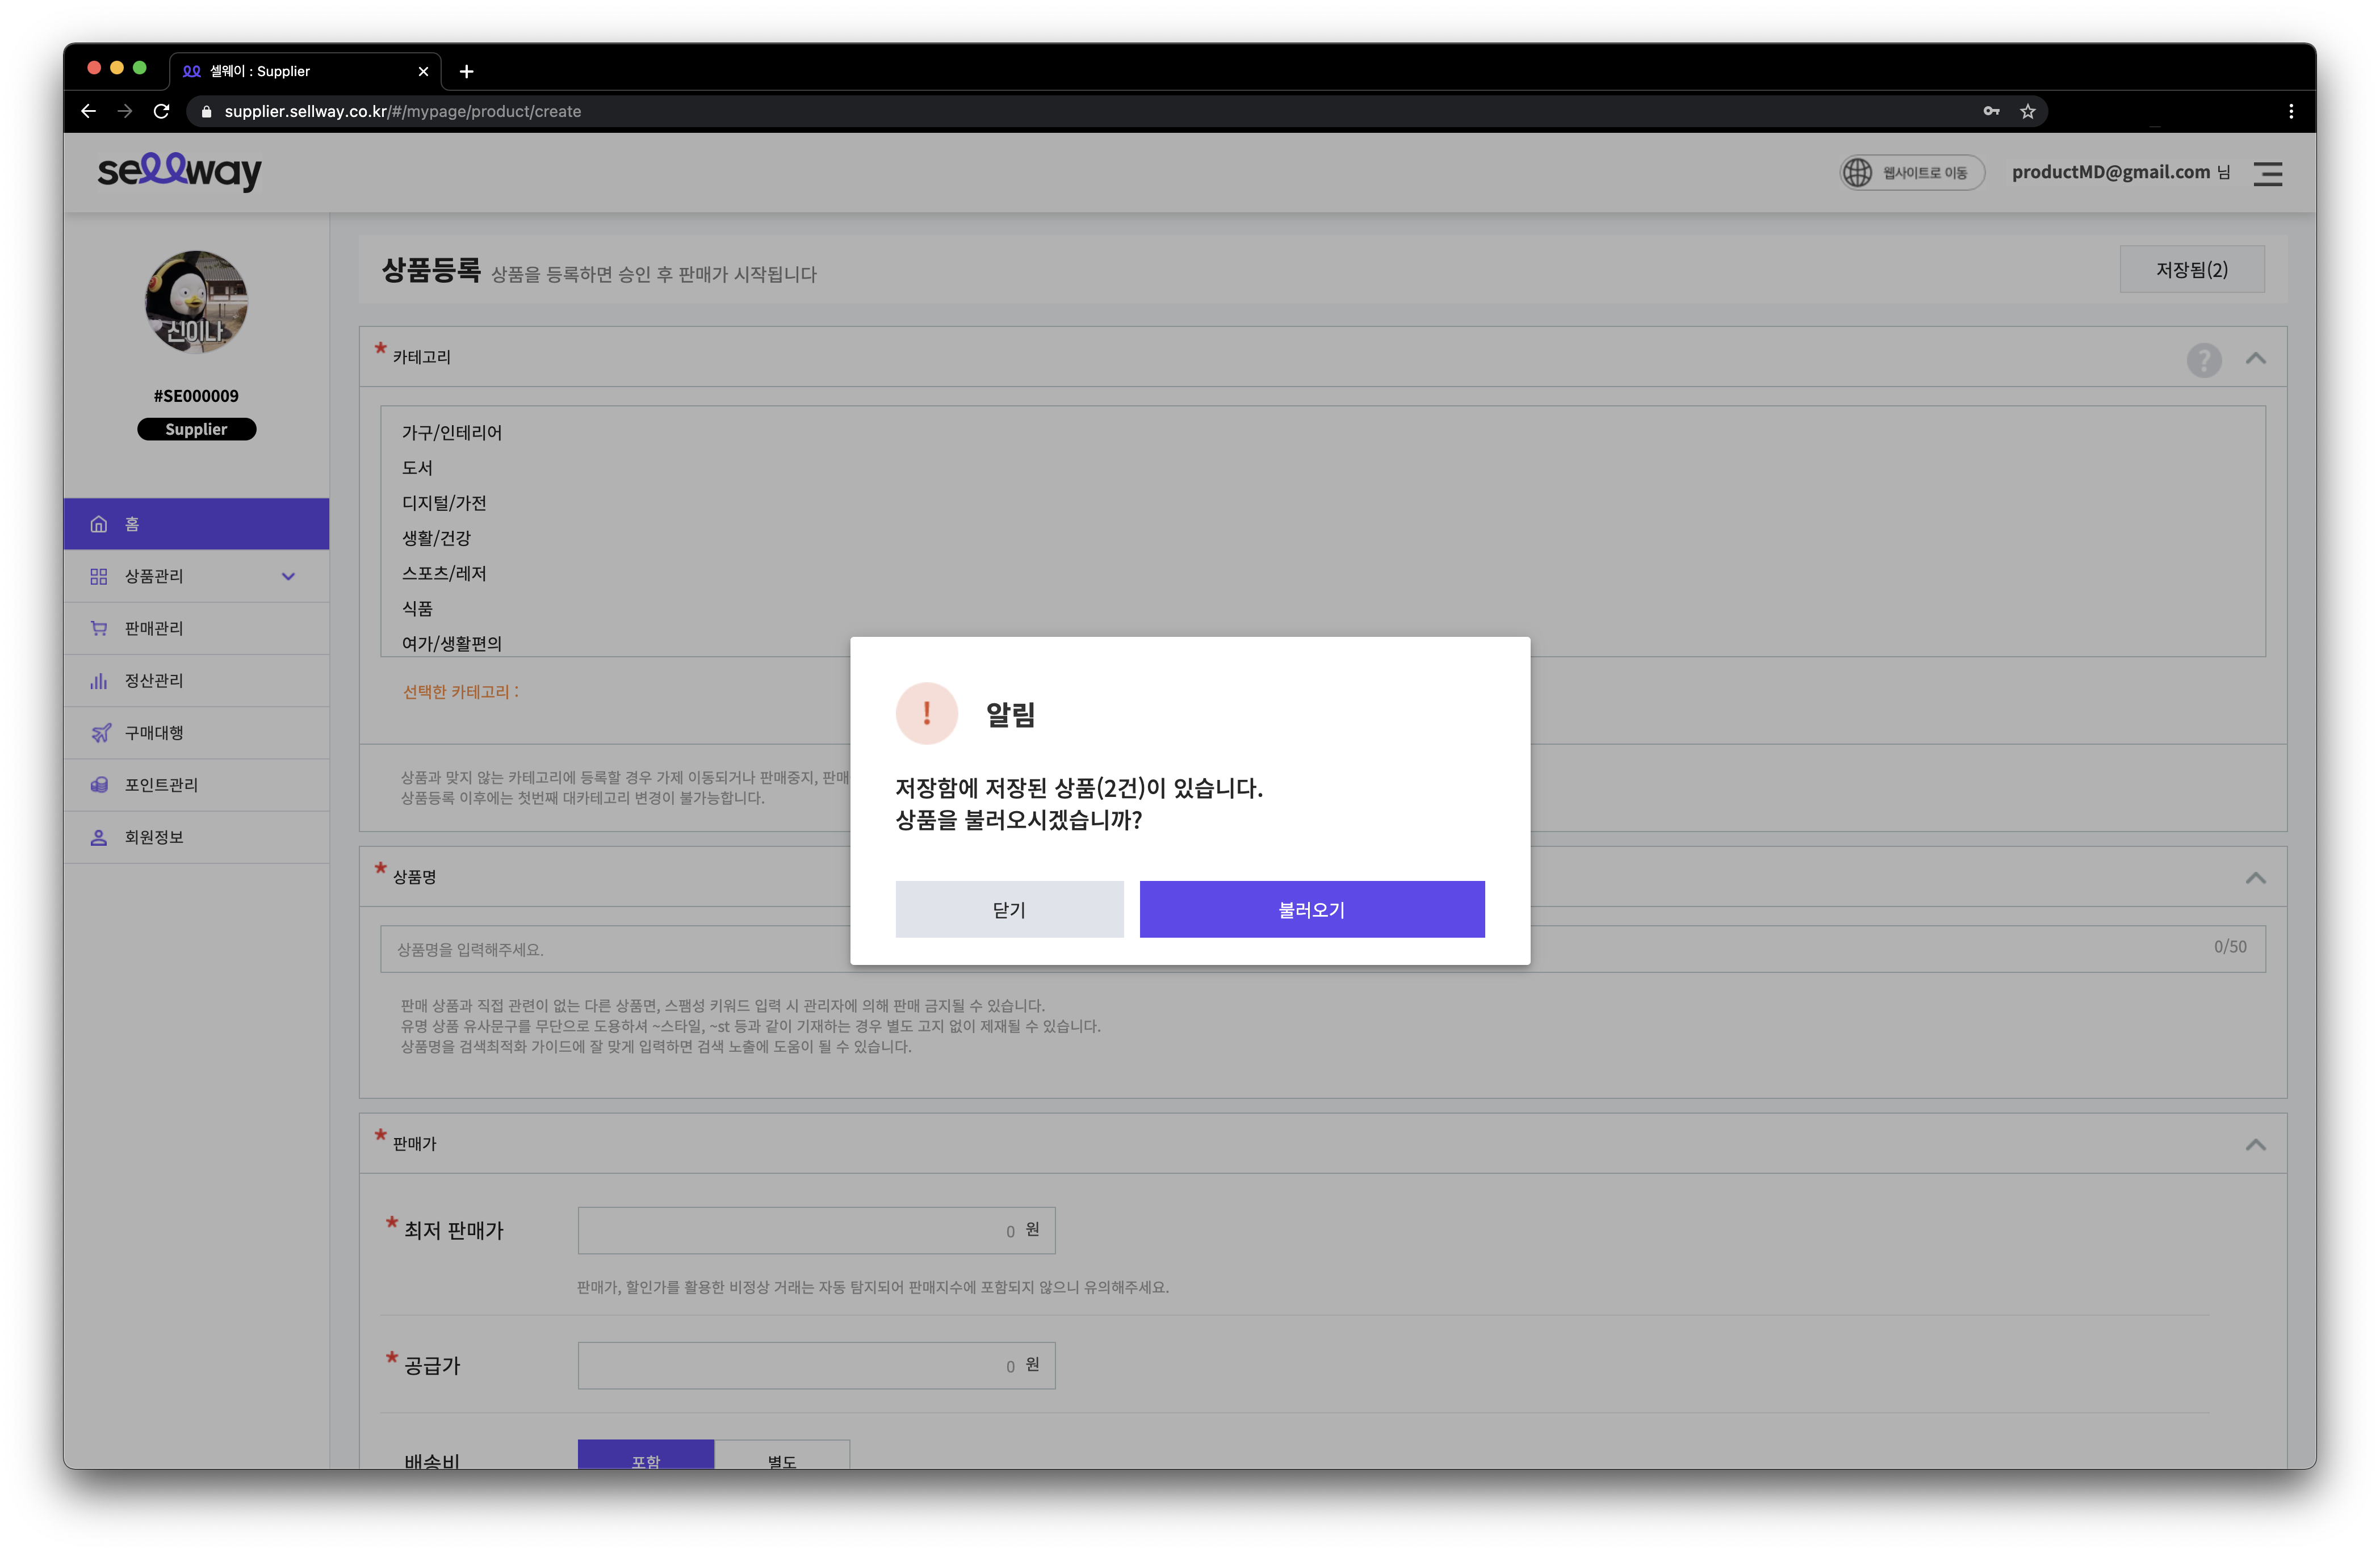 셀웨이 : Supplier
supplier.sellway.co.kr/#/mypage/product/create
sellway
웹사이트로 이동
productMD@gmail.com 님
신이나
#SE000009
Supplier
홈
상품관리
판매관리
정산관리
구매대행
포인트관리
회원정보
상품등록 상품을 등록하면 승인 후 판매가 시작됩니다
저장됨(2)
* 카테고리
?
가구/인테리어
도서
디지털/가전
생활/건강
스포츠/레저
식품
여가/생활편의
선택한 카테고리 :
상품과 맞지 않는 카테고리에 등록할 경우 가제 이동되거나 판매중지, 판매
상품등록 이후에는 첫번째 대카테고리 변경이 불가능합니다.
!
알림
저장함에 저장된 상품(2건)이 있습니다.
상품을 불러오시겠습니까?
닫기
불러오기
* 상품명
상품명을 입력해주세요.
0/50
판매 상품과 직접 관련이 없는 다른 상품면, 스팸성 키워드 입력 시 관리자에 의해 판매 금지될 수 있습니다.
유명 상품 유사문구를 무단으로 도용하셔 ~스타일, ~st 등과 같이 기재하는 경우 별도 고지 없이 제재될 수 있습니다.
상품명을 검색최적화 가이드에 잘 맞게 입력하면 검색 노출에 도움이 될 수 있습니다.
* 판매가
* 최저 판매가
0 원
판매가, 할인가를 활용한 비정상 거래는 자동 탐지되어 판매지수에 포함되지 않으니 유의해주세요.
* 공급가
0 원
배송비
포함
별도